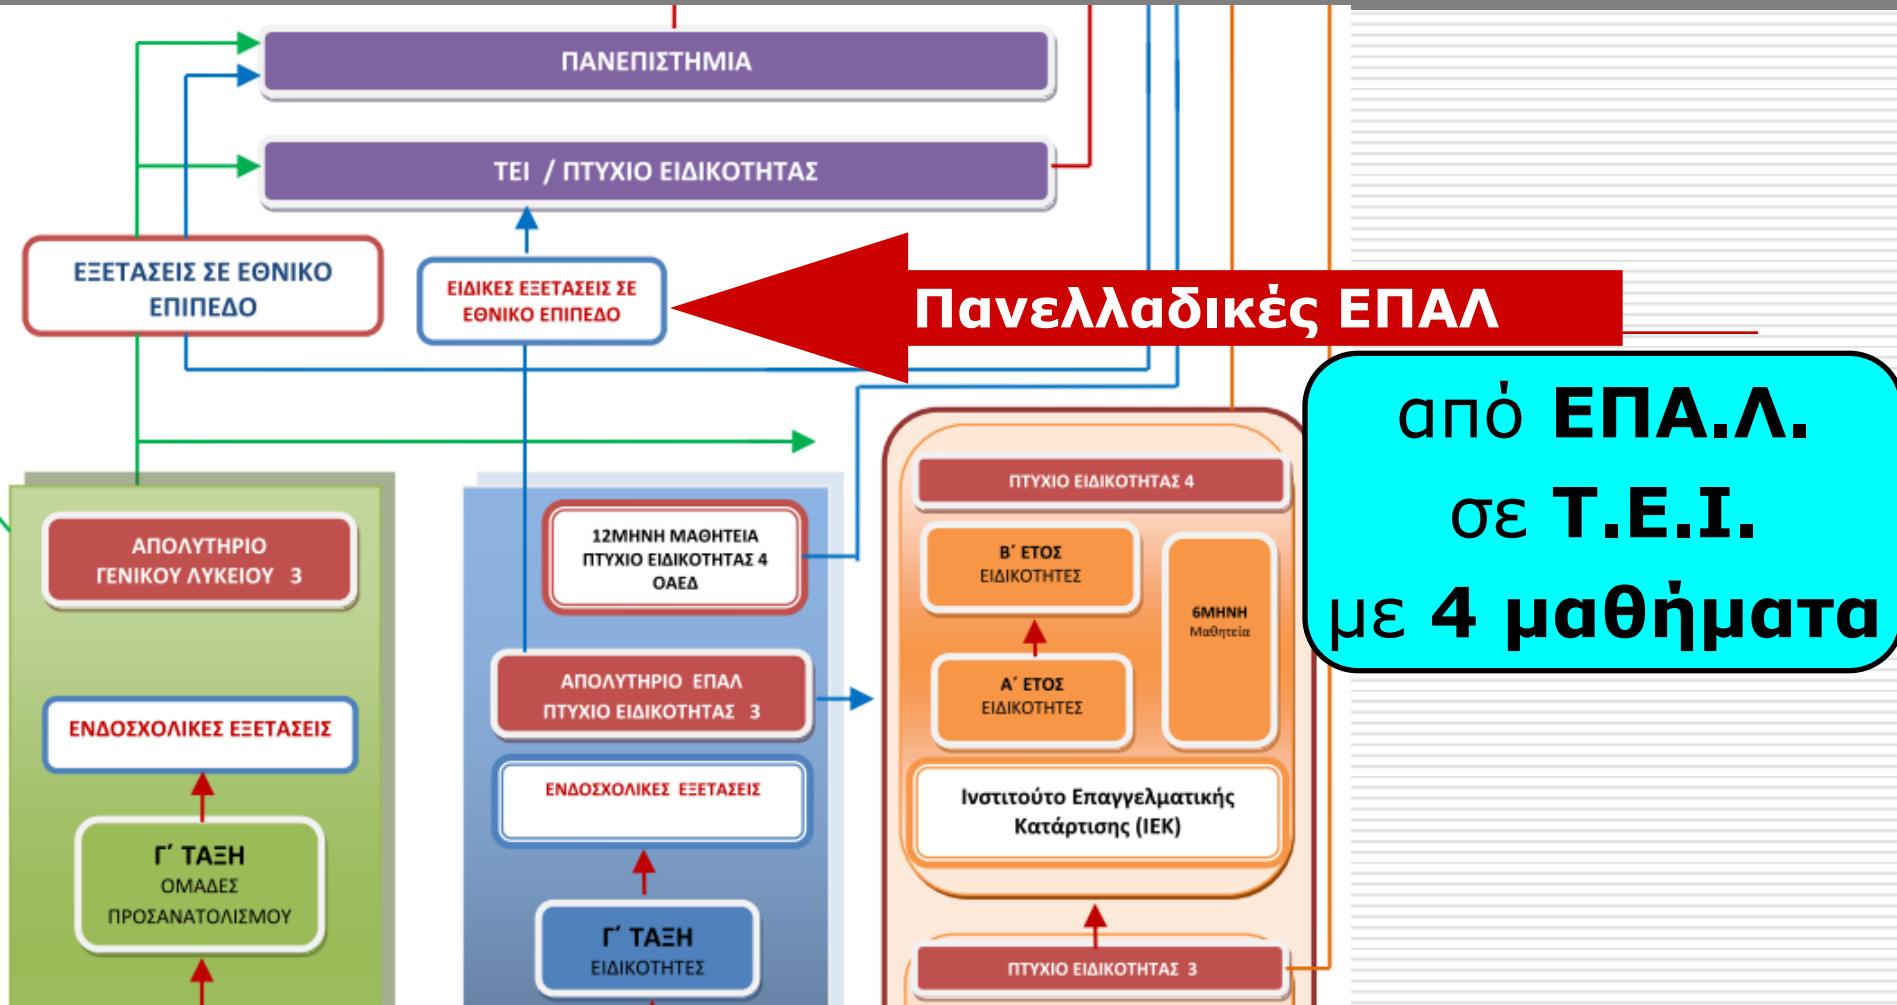 ΠΑΝΕΠΙΣΤΗΜΙΑ
ΤΕΙ / ΠΤΥΧΙΟ ΕΙΔΙΚΟΤΗΤΑΣ
ΕΞΕΤΑΣΕΙΣ ΣΕ ΕΘΝΙΚΟ
ΕΠΙΠΕΔΟ
ΕΙΔΙΚΕΣ ΕΞΕΤΑΣΕΙΣ ΣΕ
ΕΘΝΙΚΟ ΕΠΙΠΕΔΟ
Πανελλαδικές ΕΠΑΛ
από ΕΠΑ.Λ.
σε Τ.Ε.Ι.
με 4 μαθήματα
ΑΠΟΛΥΤΗΡΙΟ
ΓΕΝΙΚΟΥ ΛΥΚΕΙΟΥ 3
ΕΝΔΟΣΧΟΛΙΚΕΣ ΕΞΕΤΑΣΕΙΣ
Γ΄ ΤΑΞΗ
ΟΜΑΔΕΣ
ΠΡΟΣΑΝΑΤΟΛΙΣΜΟΥ
12ΜΗΝΗ ΜΑΘΗΤΕΙΑ
ΠΤΥΧΙΟ ΕΙΔΙΚΟΤΗΤΑΣ 4
ΟΑΕΔ
ΑΠΟΛΥΤΗΡΙΟ ΕΠΑΛ
ΠΤΥΧΙΟ ΕΙΔΙΚΟΤΗΤΑΣ 3
ΕΝΔΟΣΧΟΛΙΚΕΣ ΕΞΕΤΑΣΕΙΣ
Γ΄ ΤΑΞΗ
ΕΙΔΙΚΟΤΗΤΕΣ
ΠΤΥΧΙΟ ΕΙΔΙΚΟΤΗΤΑΣ 4
Β΄ ΕΤΟΣ
ΕΙΔΙΚΟΤΗΤΕΣ
6ΜΗΝΗ
Μαθητεία
Α΄ ΕΤΟΣ
ΕΙΔΙΚΟΤΗΤΕΣ
Ινστιτούτο Επαγγελματικής
Κατάρτισης (ΙΕΚ)
ΠΤΥΧΙΟ ΕΙΔΙΚΟΤΗΤΑΣ 3